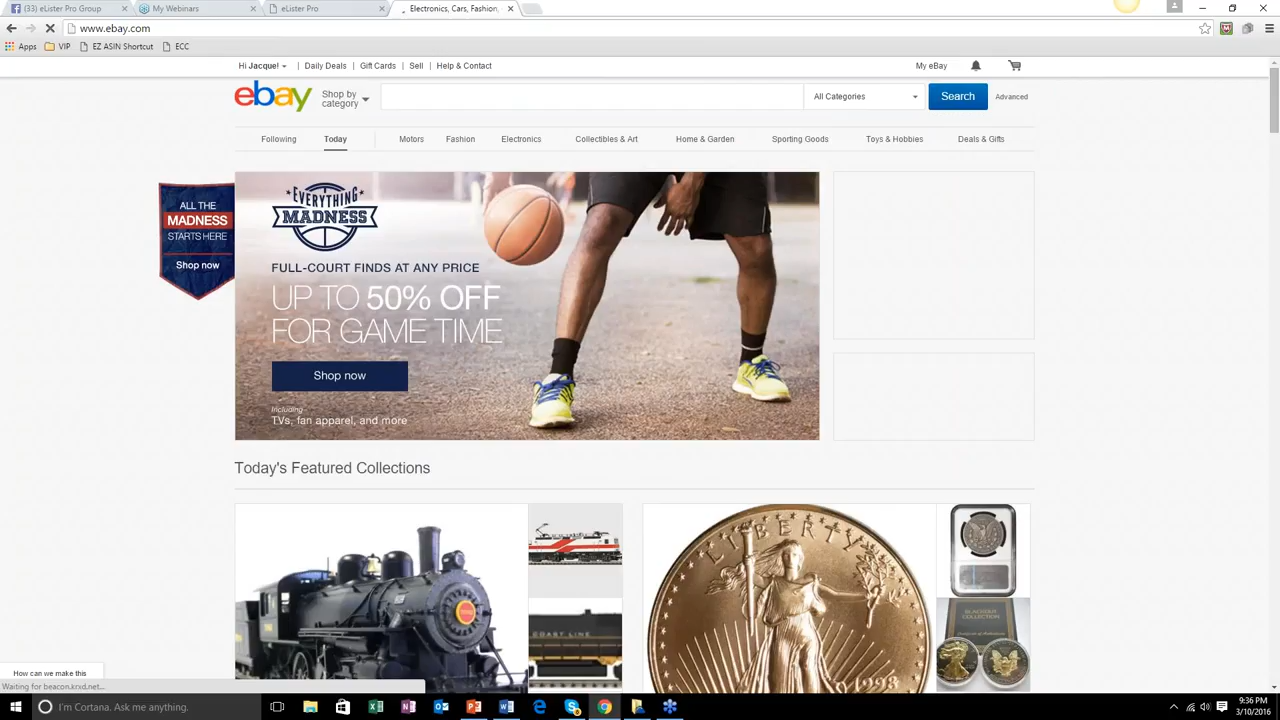 (33) eLister Pro Group
My Webinars
eLister Pro
Electronics, Cars, Fashion,
www.ebay.com
Apps VIP EZ ASIN Shortcut ECC
Hi Jacque! | Daily Deals | Gift Cards | Sell | Help & Contact
My eBay
ebay
Shop by
category
All Categories
Search
Advanced
Following
Today
Motors
Fashion
Electronics
Collectibles & Art
Home & Garden
Sporting Goods
Toys & Hobbies
Deals & Gifts
ALL THE
MADNESS
STARTS HERE
Shop now
EVERYTHING
MADNESS
FULL-COURT FINDS AT ANY PRICE
UP TO 50% OFF
FOR GAME TIME
Shop now
Including
TVs, fan apparel, and more
Today's Featured Collections
LIBERTY
1993
COAST LINE
How can we make this
Waiting for beacon.krxd.net...
I'm Cortana. Ask me anything.
9:36 PM
3/10/2016